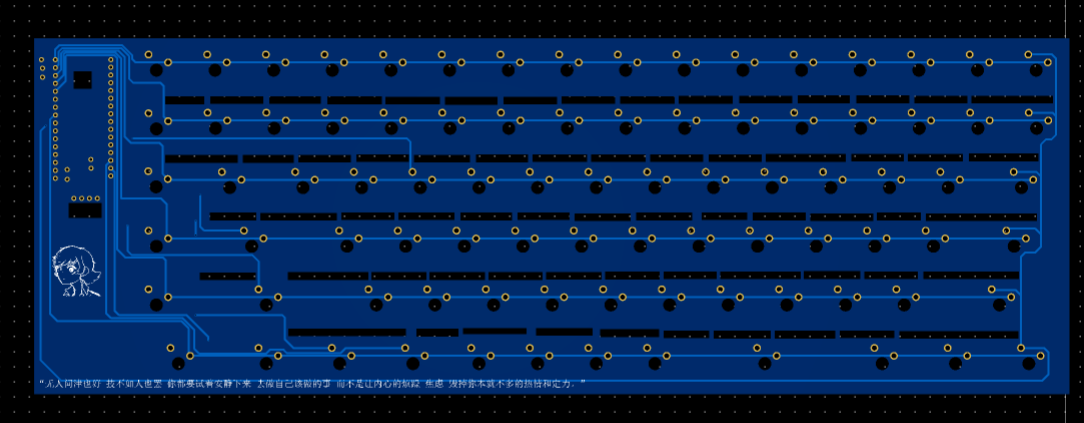 “无人问津也好 技不如人也罢 你都要试着安静下来 去做自己该做的事 而不是让内心的烦躁 焦虑 毁掉你本就不多的热情和定力。”